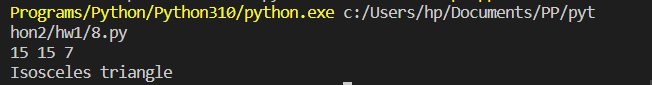 Programs/Python/Python310/python.exe c:/Users/hp/Documents/PP/pyt
hon2/hw1/8.py
15 15 7
Isosceles triangle